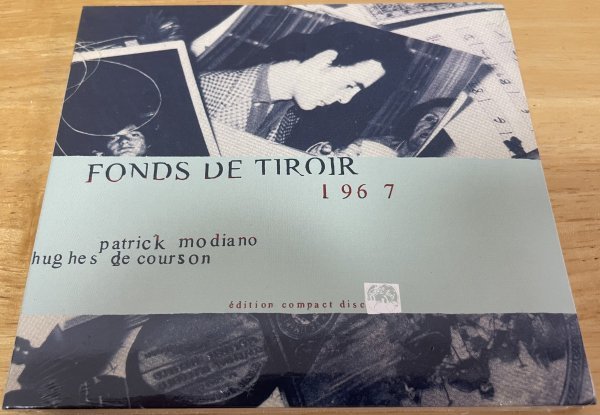 FONDS DE TIROIR
1967
patrick modiano
hughes de courson
édition compact disc